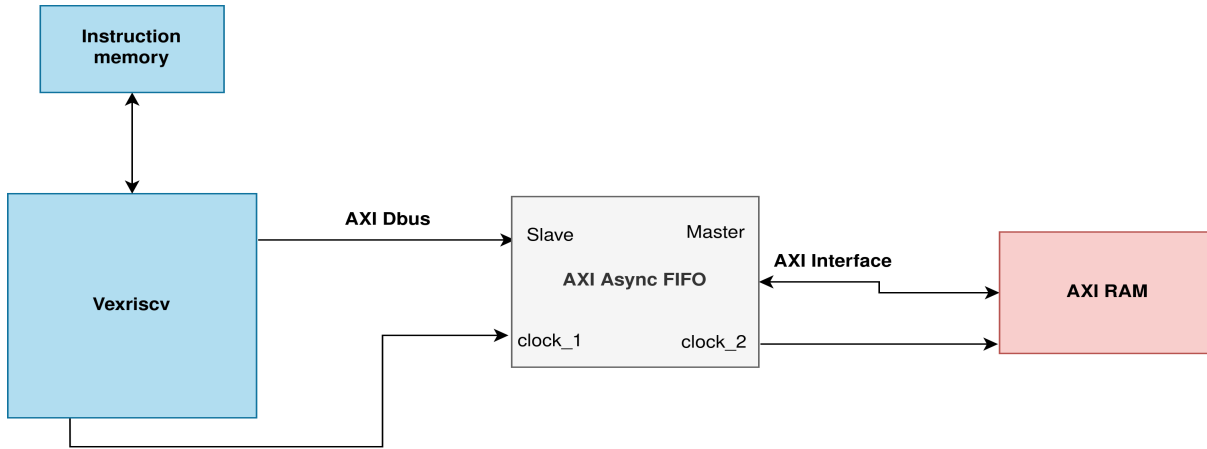 Instruction
memory
AXI Dbus
Slave
Master
AXI Interface
AXI Async FIFO
AXI RAM
Vexriscv
clock_1
clock_2